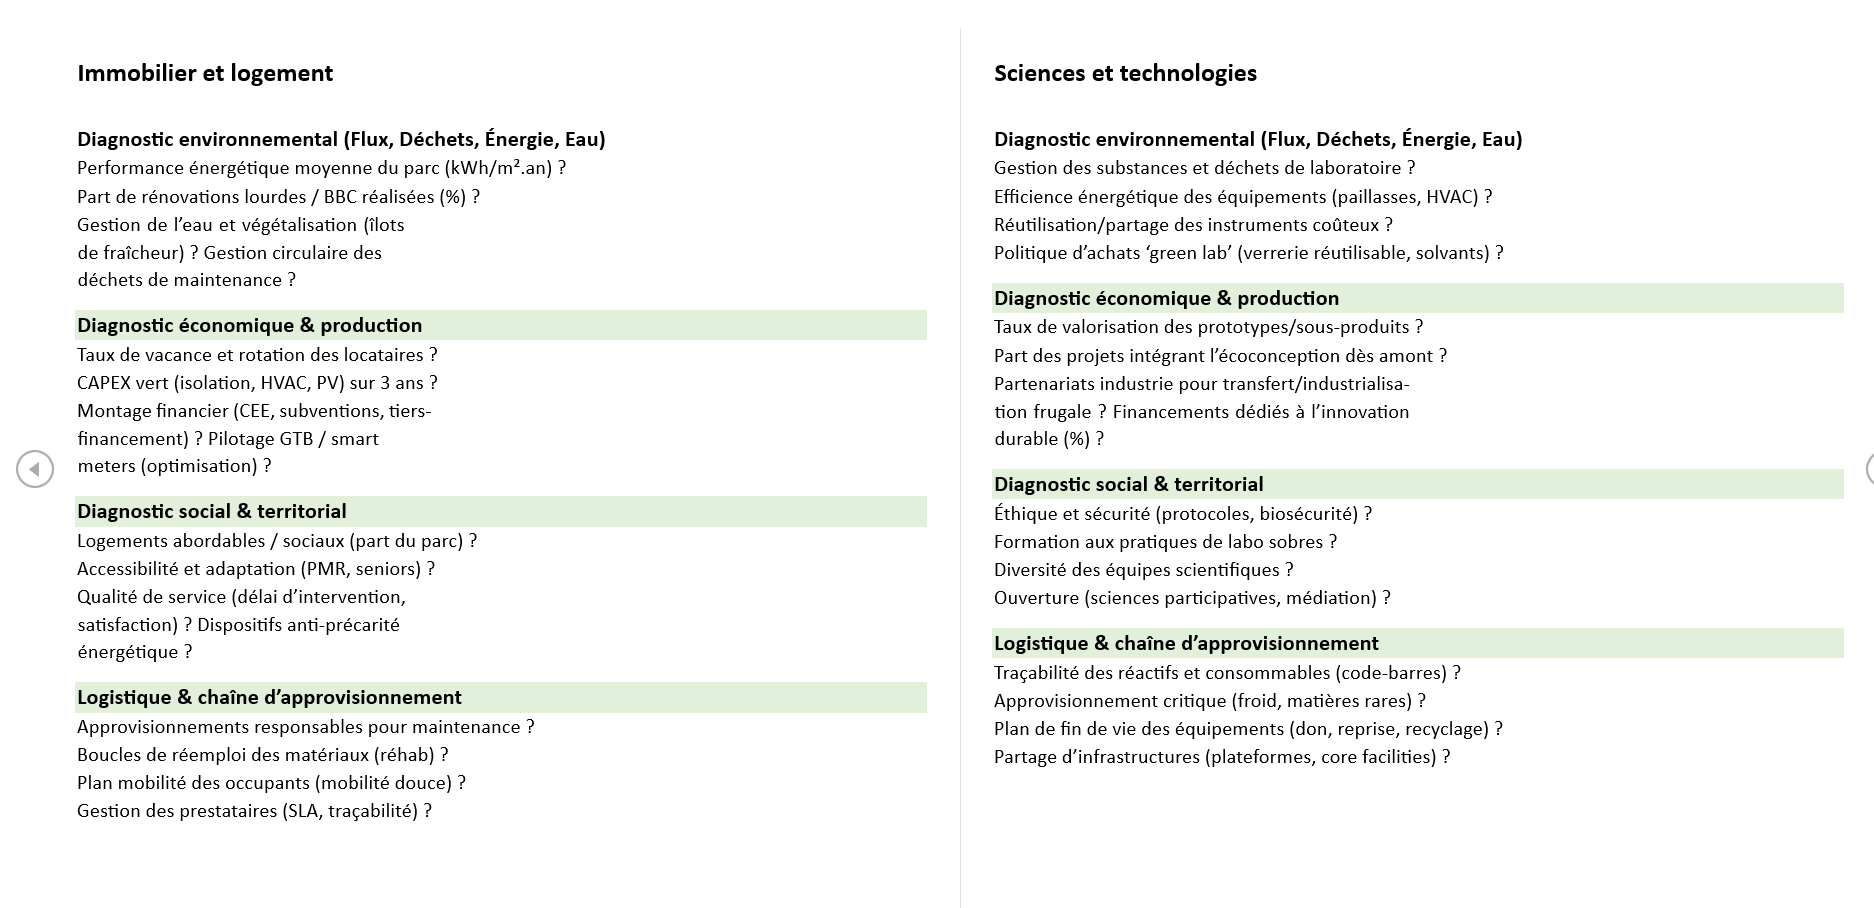 Immobilier et logement
Diagnostic environnemental (Flux, Déchets, Énergie, Eau)
Performance énergétique moyenne du parc (kWh/m².an) ?
Part de rénovations lourdes / BBC réalisées (%) ?
Gestion de l’eau et végétalisation (îlots
de fraîcheur) ? Gestion circulaire des
déchets de maintenance ?
Diagnostic économique & production
Taux de vacance et rotation des locataires ?
CAPEX vert (isolation, HVAC, PV) sur 3 ans ?
Montage financier (CEE, subventions, tiers-
financement) ? Pilotage GTB / smart
meters (optimisation) ?
Diagnostic social & territorial
Logements abordables / sociaux (part du parc) ?
Accessibilité et adaptation (PMR, seniors) ?
Qualité de service (délai d’intervention,
satisfaction) ? Dispositifs anti-précarité
énergétique ?
Logistique & chaîne d’approvisionnement
Approvisionnements responsables pour maintenance ?
Boucles de réemploi des matériaux (réhab) ?
Plan mobilité des occupants (mobilité douce) ?
Gestion des prestataires (SLA, traçabilité) ?
Sciences et technologies
Diagnostic environnemental (Flux, Déchets, Énergie, Eau)
Gestion des substances et déchets de laboratoire ?
Efficience énergétique des équipements (paillasses, HVAC) ?
Réutilisation/partage des instruments coûteux ?
Politique d’achats ‘green lab’ (verrerie réutilisable, solvants) ?
Diagnostic économique & production
Taux de valorisation des prototypes/sous-produits ?
Part des projets intégrant l’écoconception dès amont ?
Partenariats industrie pour transfert/industrialisa-
tion frugale ? Financements dédiés à l’innovation
durable (%) ?
Diagnostic social & territorial
Éthique et sécurité (protocoles, biosécurité) ?
Formation aux pratiques de labo sobres ?
Diversité des équipes scientifiques ?
Ouverture (sciences participatives, médiation) ?
Logistique & chaîne d’approvisionnement
Traçabilité des réactifs et consommables (code-barres) ?
Approvisionnement critique (froid, matières rares) ?
Plan de fin de vie des équipements (don, reprise, recyclage) ?
Partage d’infrastructures (plateformes, core facilities) ?